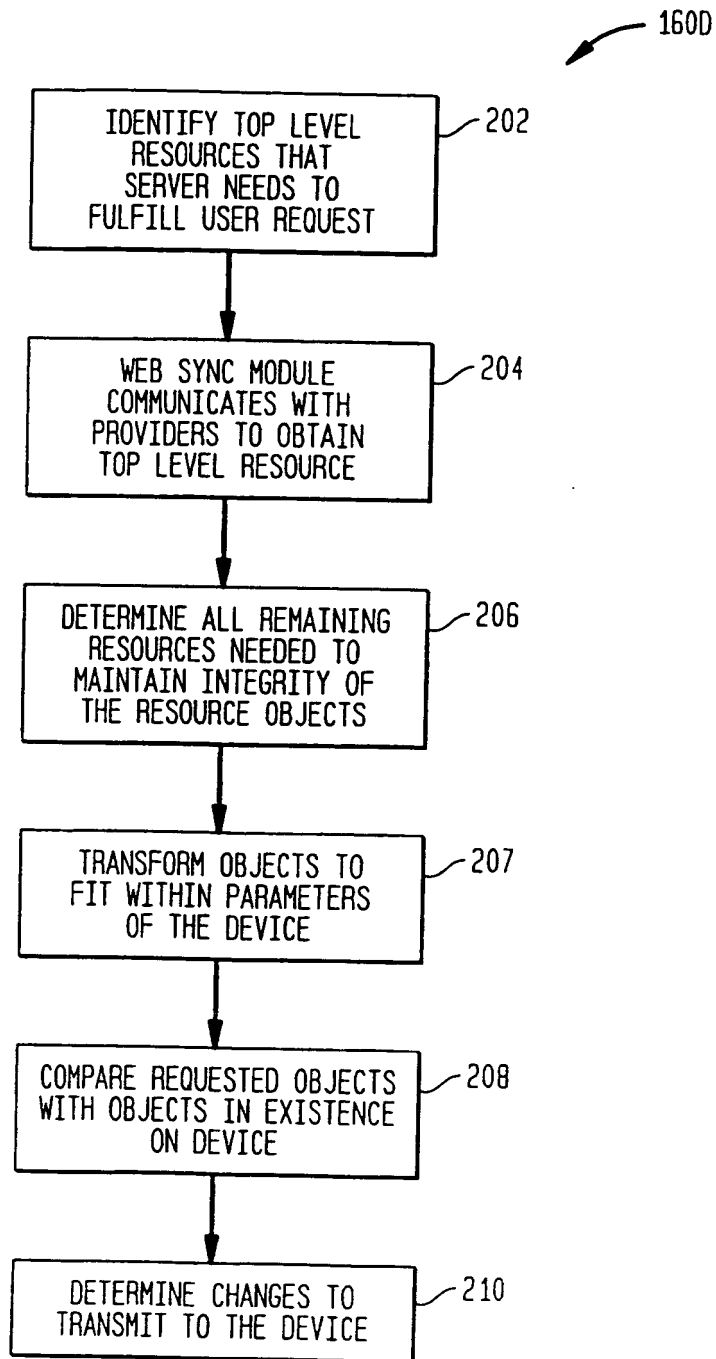 160D
IDENTIFY TOP LEVEL
RESOURCES THAT
SERVER NEEDS TO
FULFILL USER REQUEST
202
WEB SYNC MODULE
COMMUNICATES WITH
PROVIDERS TO OBTAIN
TOP LEVEL RESOURCE
204
DETERMINE ALL REMAINING
RESOURCES NEEDED TO
MAINTAIN INTEGRITY OF
THE RESOURCE OBJECTS
206
TRANSFORM OBJECTS TO
FIT WITHIN PARAMETERS
OF THE DEVICE
207
COMPARE REQUESTED OBJECTS
WITH OBJECTS IN EXISTENCE
ON DEVICE
208
DETERMINE CHANGES TO
TRANSMIT TO THE DEVICE
210